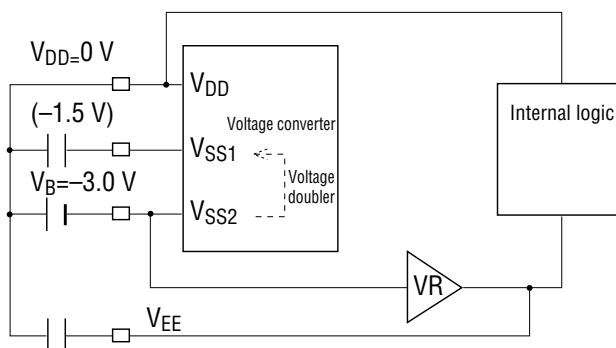 VDD=0 V
(–1.5 V)
VB=–3.0 V
VEE
VDD
Voltage converter
VSS1
Voltage
doubler
VSS2
VR
Internal logic